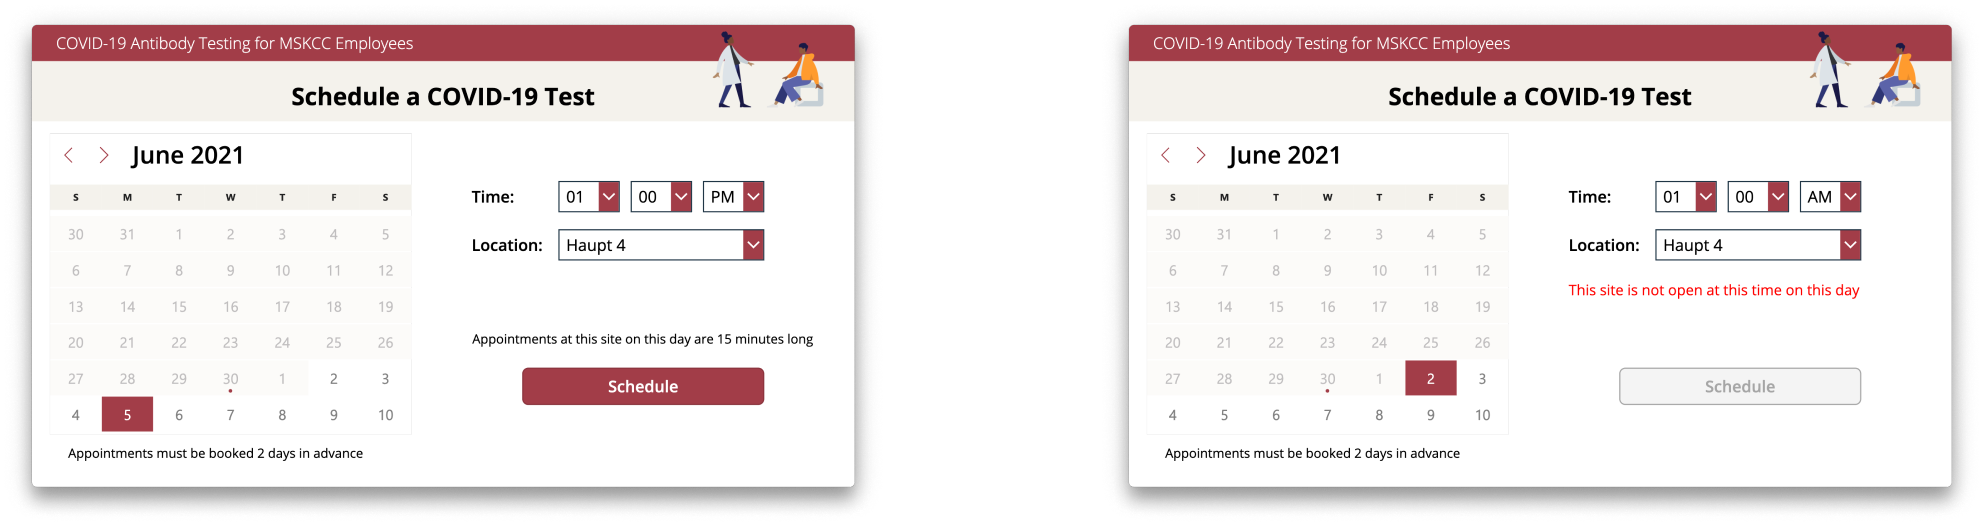 COVID-19 Antibody Testing for MSKCC Employees
Schedule a COVID-19 Test
June 2021
S M T W T F S
30 31 1 2 3 4 5
6 7 8 9 10 11 12
13 14 15 16 17 18 19
20 21 22 23 24 25 26
27 28 29 30 1 2 3
4 5 6 7 8 9 10
Appointments must be booked 2 days in advance
Time: 01 00 PM
Location: Haupt 4
Appointments at this site on this day are 15 minutes long
Schedule
COVID-19 Antibody Testing for MSKCC Employees
Schedule a COVID-19 Test
June 2021
S M T W T F S
30 31 1 2 3 4 5
6 7 8 9 10 11 12
13 14 15 16 17 18 19
20 21 22 23 24 25 26
27 28 29 30 1 2 3
4 5 6 7 8 9 10
Appointments must be booked 2 days in advance
Time: 01 00 AM
Location: Haupt 4
This site is not open at this time on this day
Schedule